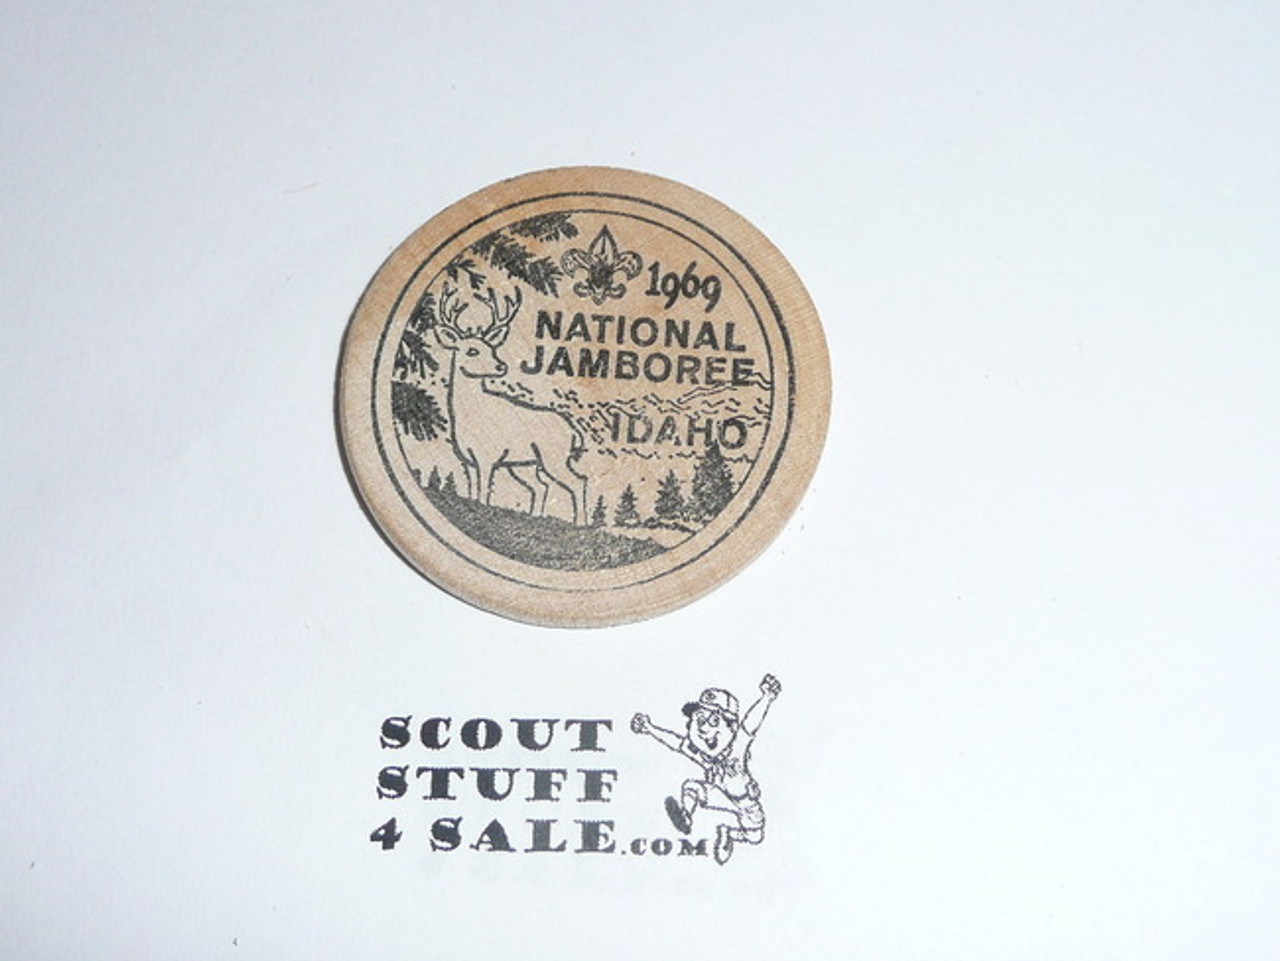 1969
NATIONAL
JAMBOREE
IDAHO
SCOUT
STUFF
4 SALE.COM